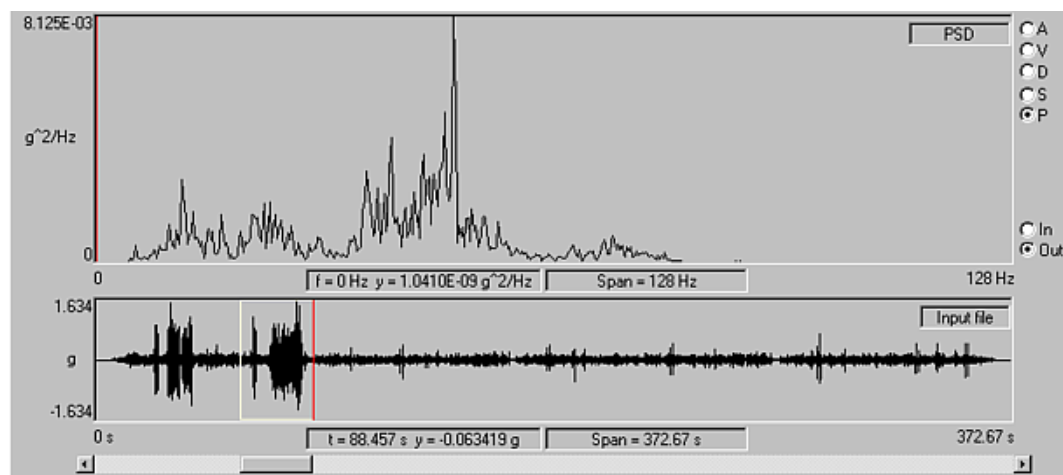 8.125E-03
PSD
A
V
D
S
P
g^2/Hz
In
Out
0
0
f = 0 Hz y = 1.0410E-09 g^2/Hz
Span = 128 Hz
128 Hz
1.634
Input file
g
-1.634
0 s
t = 88.457 s y = -0.063419 g
Span = 372.67 s
372.67 s